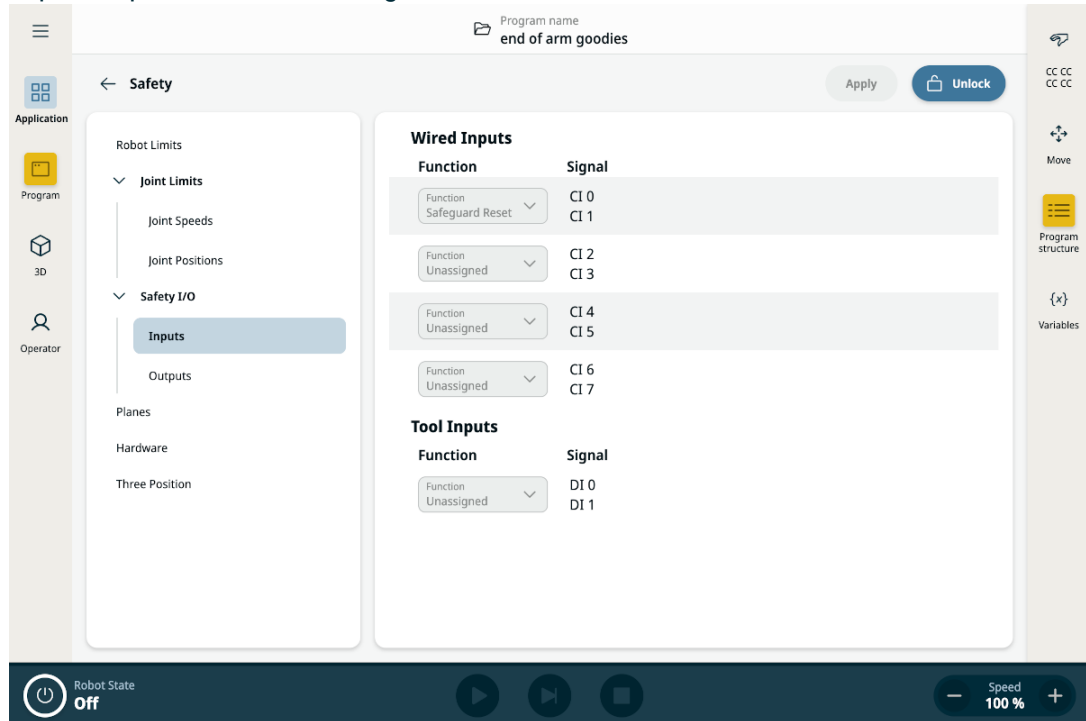 Program name
end of arm goodies
Safety
Apply
Unlock
CC CC
CC CC
Application
Program
3D
Operator
Robot Limits
Joint Limits
Joint Speeds
Joint Positions
Safety I/O
Inputs
Outputs
Planes
Hardware
Three Position
Wired Inputs
Function Signal
Function
Safeguard Reset
CI 0
CI 1
Function
Unassigned
CI 2
CI 3
Function
Unassigned
CI 4
CI 5
Function
Unassigned
CI 6
CI 7
Tool Inputs
Function Signal
Function
Unassigned
DI 0
DI 1
Move
Program
structure
{x}
Variables
Robot State
Off
Speed
100 %